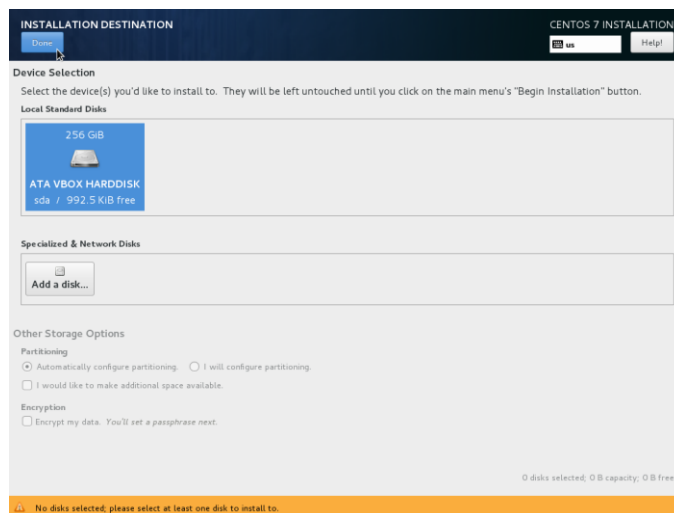 INSTALLATION DESTINATION
CENTOS 7 INSTALLATION
Done
us
Help!
Device Selection
Select the device(s) you'd like to install to. They will be left untouched until you click on the main menu's "Begin Installation" button.
Local Standard Disks
256 GiB
ATA VBOX HARDDISK
sda / 992.5 KiB free
Specialized & Network Disks
Add a disk...
Other Storage Options
Partitioning
Automatically configure partitioning.
I will configure partitioning.
I would like to make additional space available.
Encryption
Encrypt my data. You'll set a passphrase next.
0 disks selected; 0 B capacity; 0 B free
No disks selected; please select at least one disk to install to.